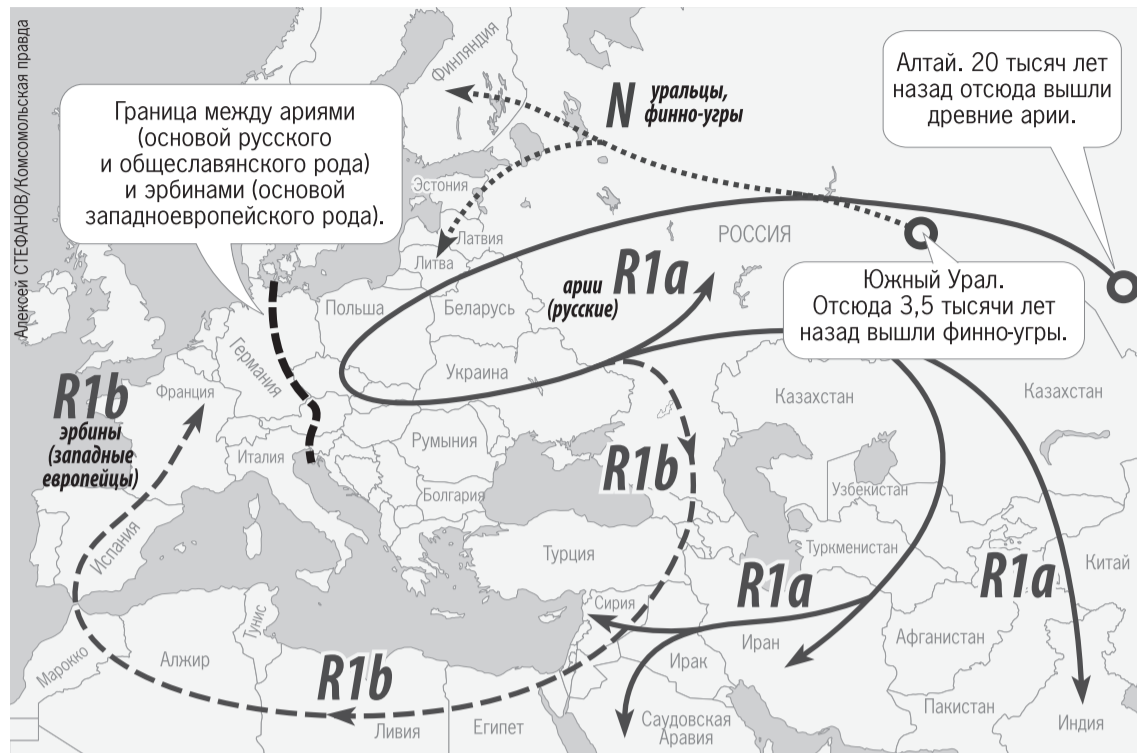 Алексей СТЕФАНОВ/Комсомольская правда
Граница между ариями
(основой русского
и общеславянского рода)
и эрбинами (основой
западноевропейского рода).
Финляндия
N уральцы,
финно-угры
Алтай. 20 тысяч лет
назад отсюда вышли
древние арии.
Эстония
Латвия
Литва
РОССИЯ
Южный Урал.
Отсюда 3,5 тысячи лет
назад вышли финно-угры.
арии
(русские)
R1a
Польша
Беларусь
Германия
Украина
Франция
R1b
эрбины
(западные
европейцы)
Казахстан
Казахстан
Италия
Румыния
R1b
Болгария
Узбекистан
Испания
Турция
Туркменистан
R1a
Китай
Сирия
R1a
Тунис
Иран
Афганистан
Марокко
Алжир
R1b
Ирак
Ливия
Египет
Саудовская
Аравия
Пакистан
Индия